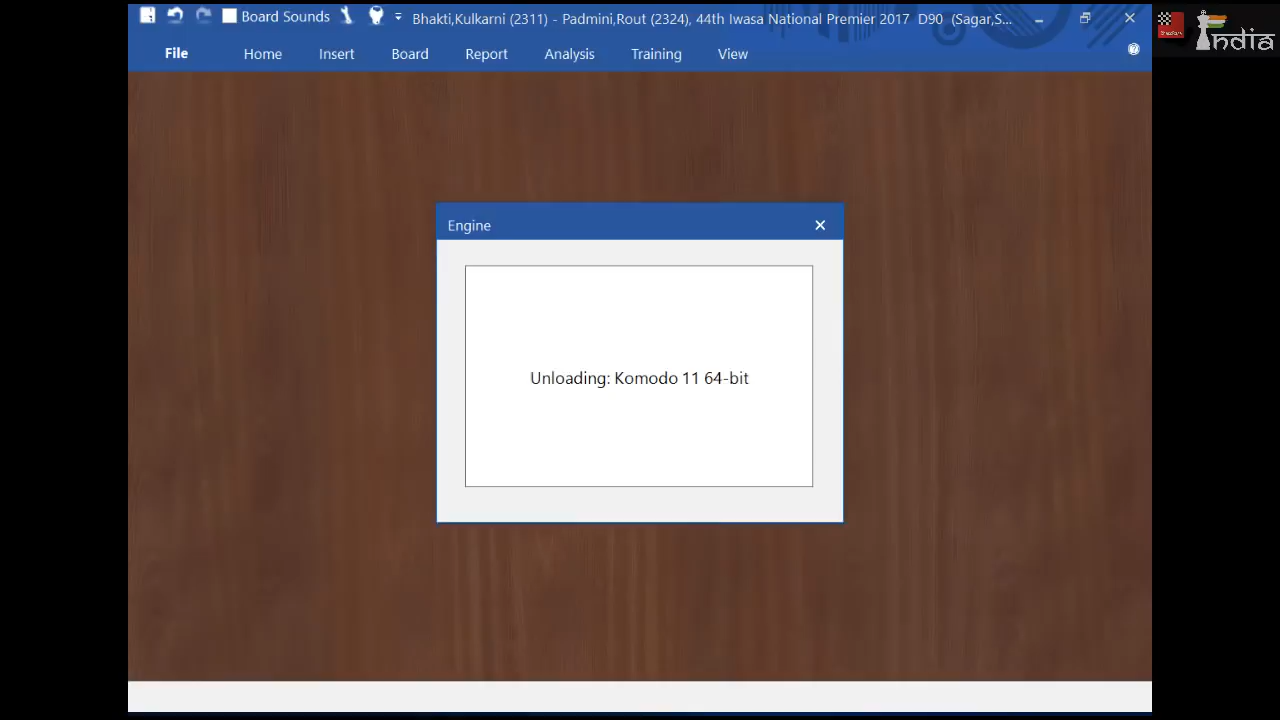 Board Sounds
Bhakti,Kulkarni (2311) - Padmini,Rout (2324), 44th Iwasa National Premier 2017 D90 (Sagar,S...
File Home Insert Board Report Analysis Training View
India
Engine
Unloading: Komodo 11 64-bit